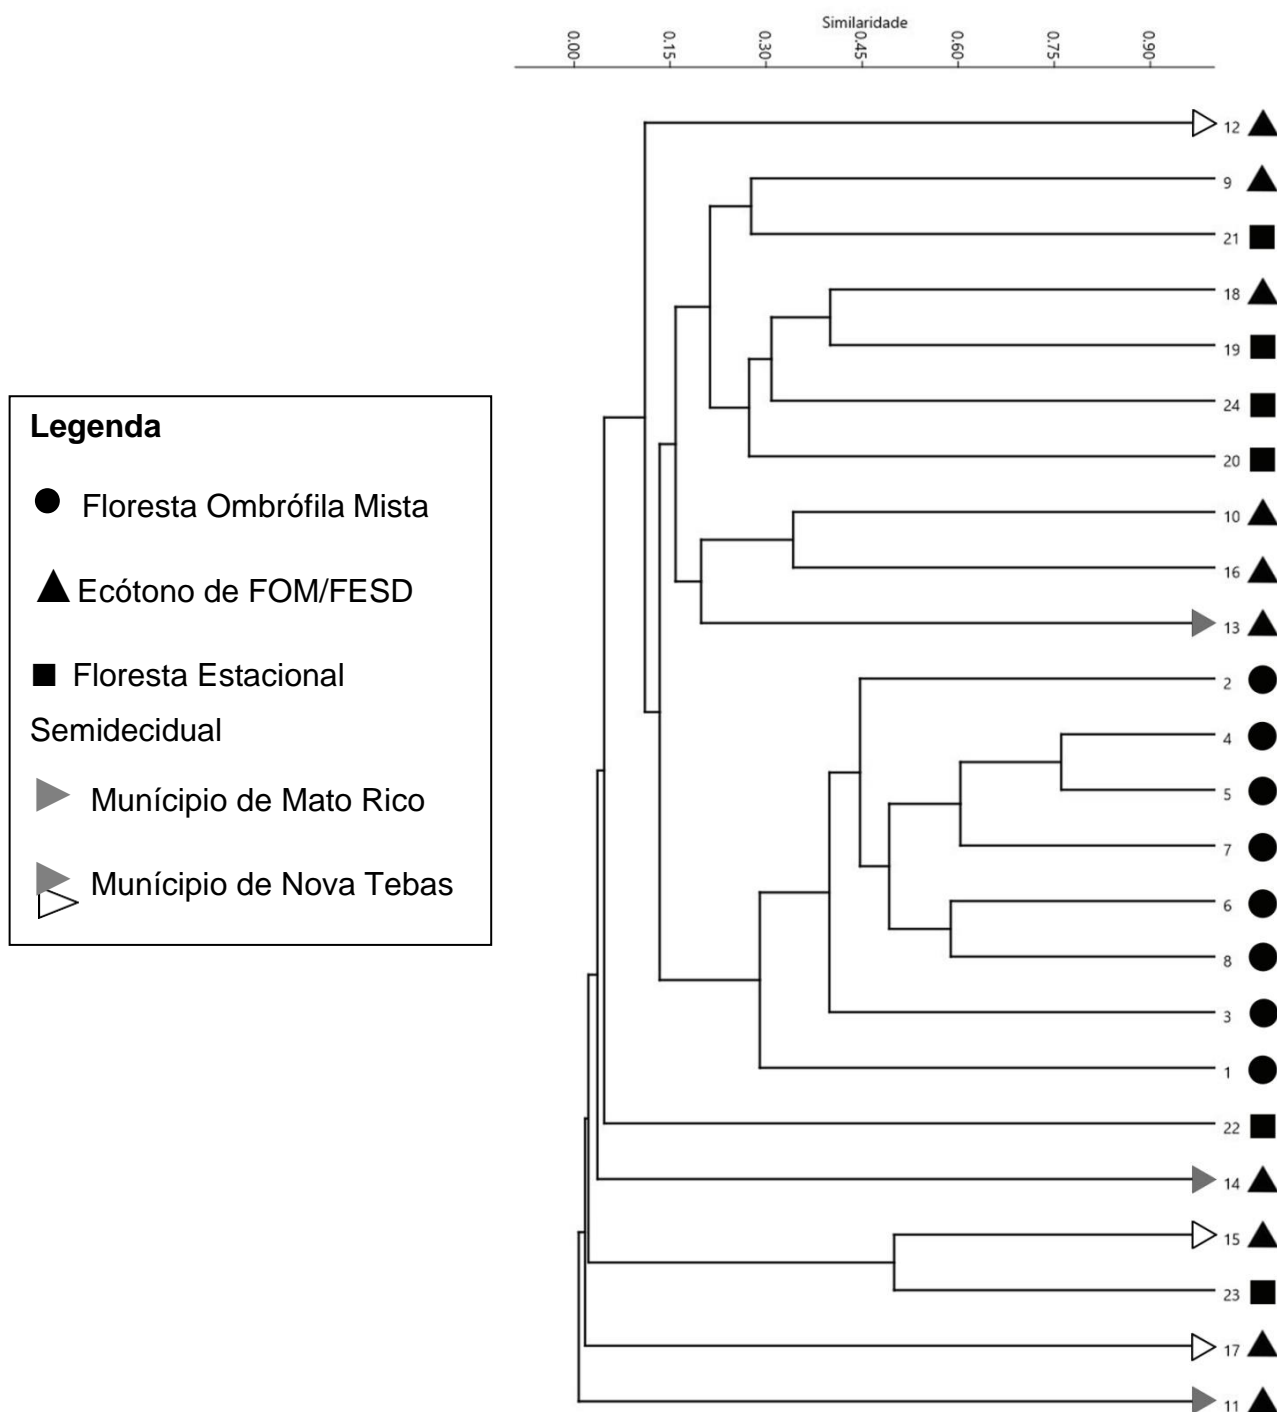 Similaridade
0.00 0.15 0.30 0.45 0.60 0.75 0.90
12
9
21
18
19
24
20
10
16
13
2
4
5
7
6
8
3
1
22
14
15
23
17
11
Legenda
Floresta Ombrófila Mista
Ecótono de FOM/FESD
Floresta Estacional
Semidecidual
Munícipio de Mato Rico
Munícipio de Nova Tebas